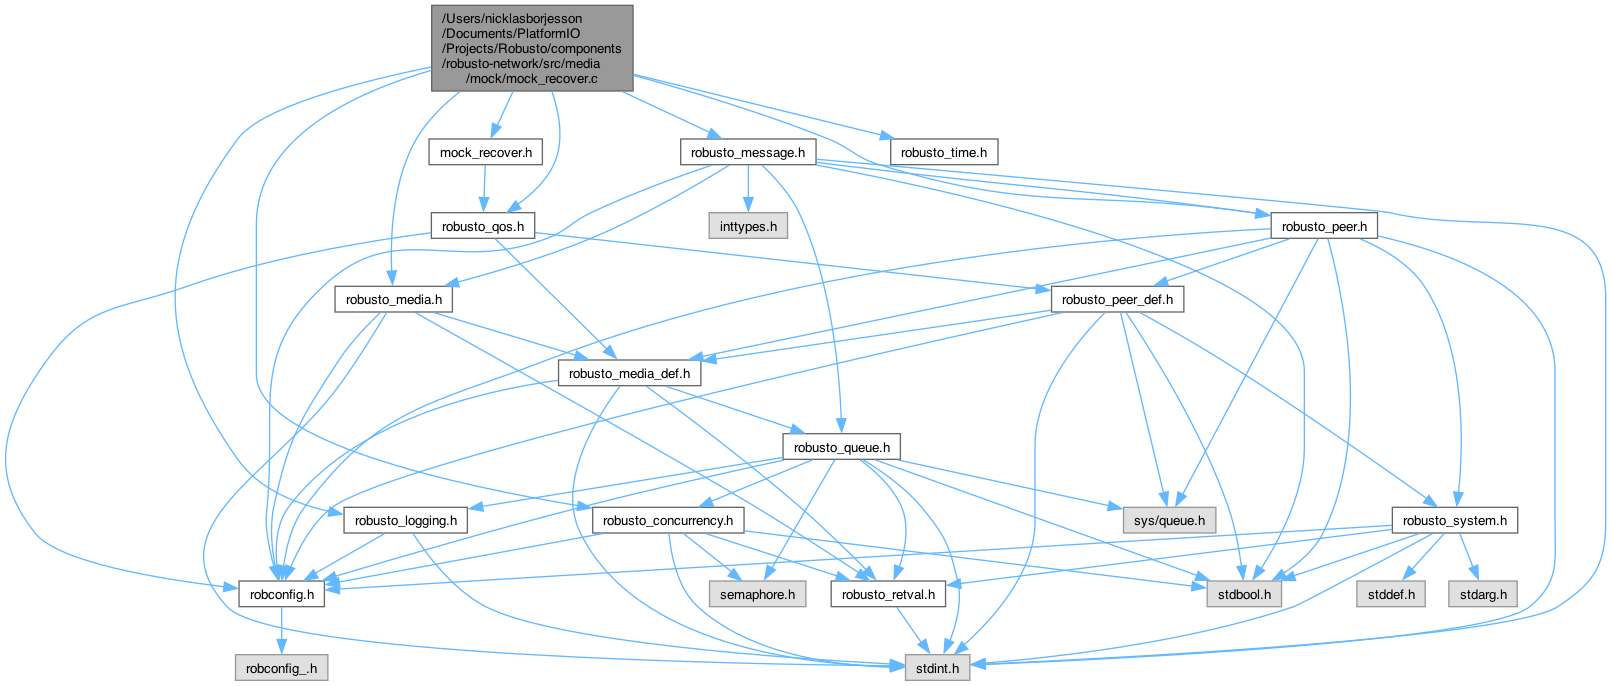 /Users/nicklasborjesson
/Documents/PlatformIO
/Projects/Robusto/components
/robusto-network/src/media
/mock/mock_recover.c
mock_recover.h
robusto_message.h
robusto_time.h
robusto_qos.h
inttypes.h
robusto_peer.h
robusto_media.h
robusto_peer_def.h
robusto_media_def.h
robusto_queue.h
robusto_logging.h
robusto_concurrency.h
sys/queue.h
robusto_system.h
robconfig.h
semaphore.h
robusto_retval.h
stdbool.h
stddef.h
stdarg.h
robconfig_.h
stdint.h